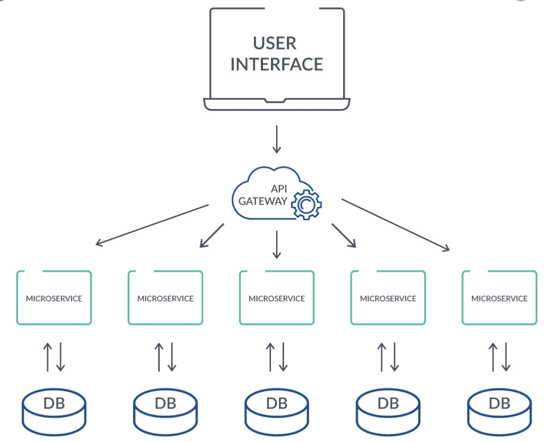 USER
INTERFACE
API
GATEWAY
MICROSERVICE
MICROSERVICE
MICROSERVICE
MICROSERVICE
MICROSERVICE
DB
DB
DB
DB
DB